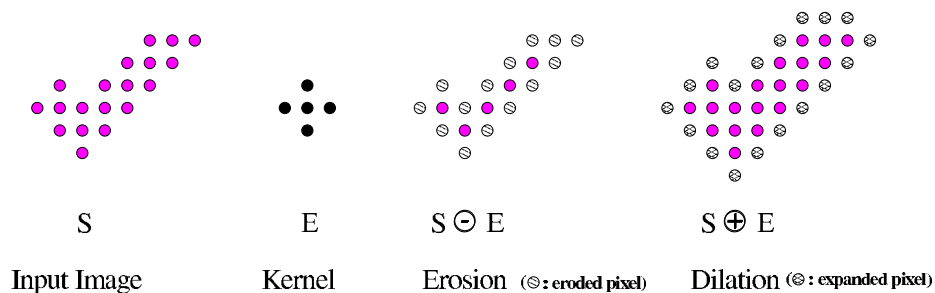 S E S ⊖ E S ⊕ E
Input Image Kernel Erosion (⦸: eroded pixel) Dilation (⊗: expanded pixel)